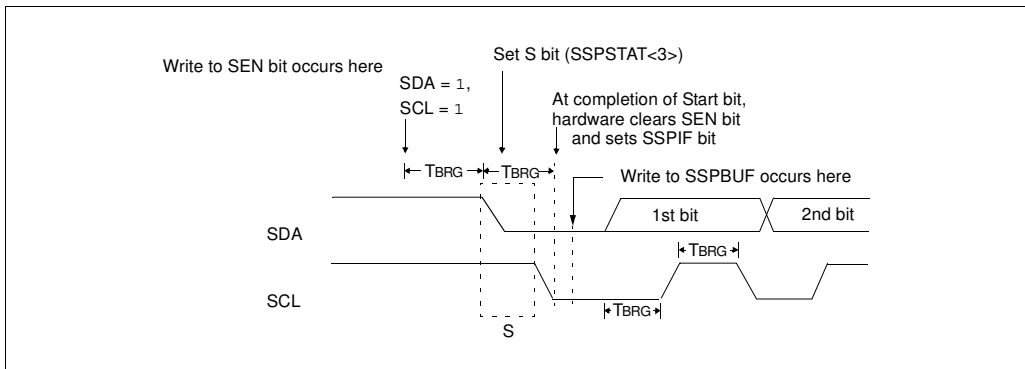 Write to SEN bit occurs here
Set S bit (SSPSTAT<3>)
SDA = 1,
SCL = 1
At completion of Start bit,
hardware clears SEN bit
and sets SSPIF bit
TBRG
TBRG
Write to SSPBUF occurs here
SDA
1st bit
2nd bit
TBRG
SCL
TBRG
S